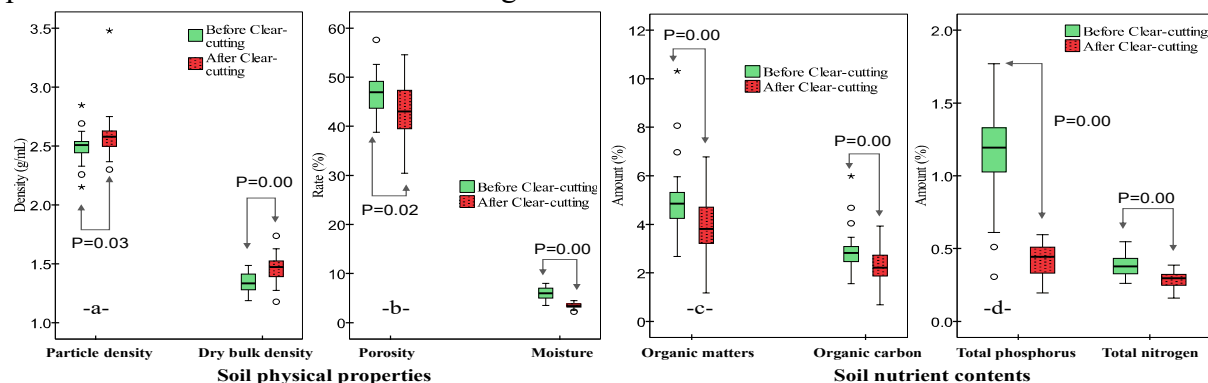 3.5
3.0
2.5
2.0
1.5
1.0
Density (g/mL)
Before Clear-
cutting
After Clear-
cutting
P=0.03
P=0.00
-a-
Particle density
Dry bulk density
60
50
40
30
20
10
0
Rate (%)
Before Clear-cutting
After Clear-cutting
P=0.02
P=0.00
-b-
Porosity
Moisture
Soil physical properties
12
10
8
6
4
2
0
Amount (%)
P=0.00
Before Clear-cutting
After Clear-cutting
P=0.00
-c-
Organic matters
Organic carbon
2.0
1.5
1.0
0.5
0.0
Amount (%)
Before Clear-cutting
After Clear-cutting
P=0.00
P=0.00
-d-
Total phosphorus
Total nitrogen
Soil nutrient contents